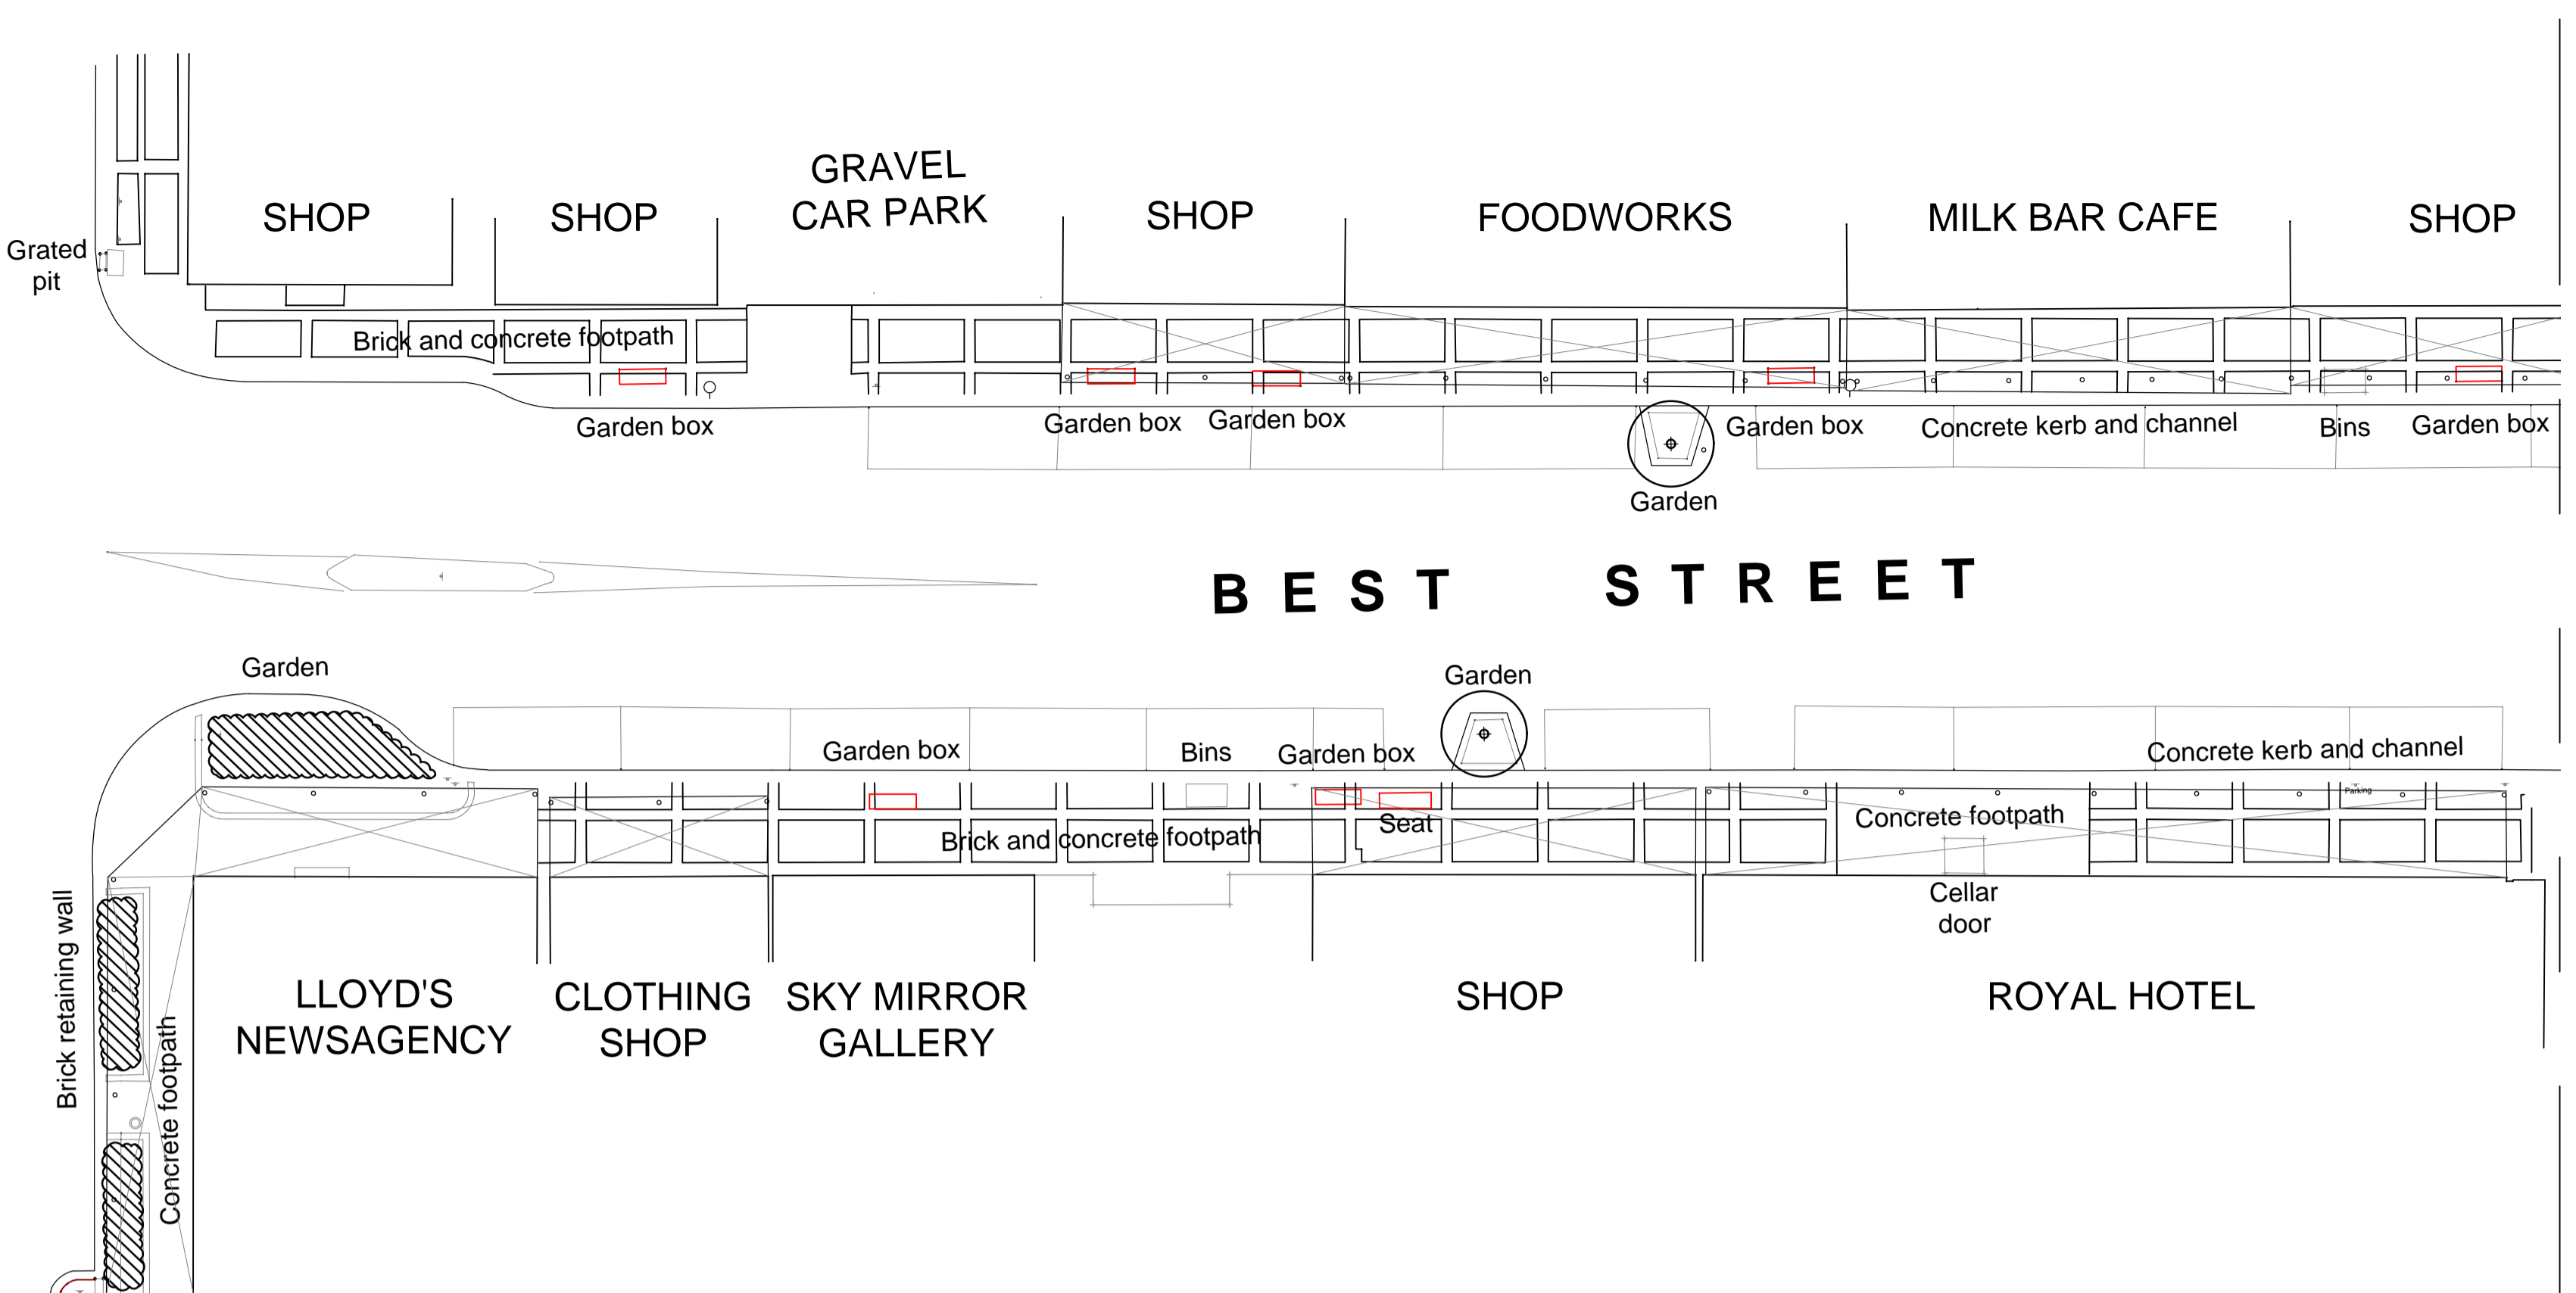 GRAVEL
CAR PARK
SHOP
SHOP
SHOP
FOODWORKS
MILK BAR CAFE
SHOP
Grated
pit
Brick and concrete footpath
Garden box
Garden box
Garden box
Garden box
Concrete kerb and channel
Bins
Garden box
Garden
BEST STREET
Garden
Garden
Garden box
Bins
Garden box
Concrete kerb and channel
Parking
Brick and concrete footpath
Seat
Concrete footpath
Cellar
door
Brick retaining wall
Concrete footpath
LLOYD'S
NEWSAGENCY
CLOTHING
SHOP
SKY MIRROR
GALLERY
SHOP
ROYAL HOTEL